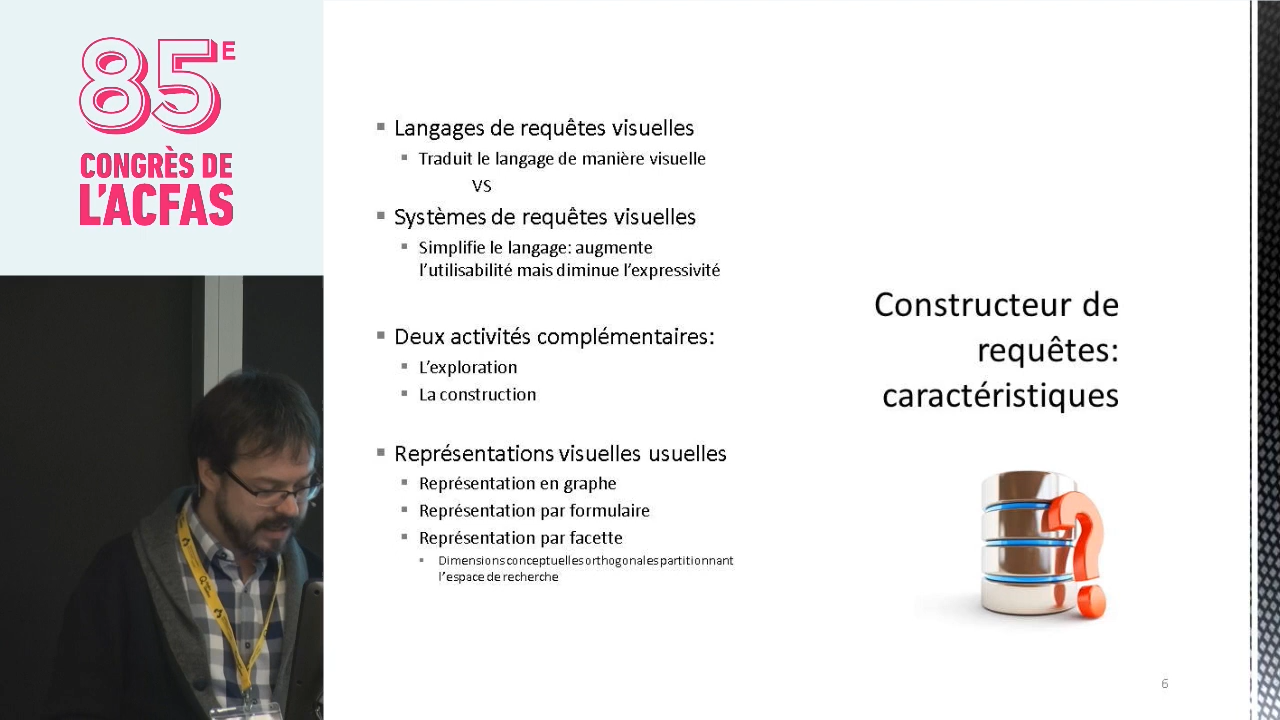 85E
CONGRÈS DE
L'ACFAS
Langages de requêtes visuelles
Traduit le langage de manière visuelle
VS
Systèmes de requêtes visuelles
Simplifie le langage: augmente
l'utilisabilité mais diminue l'expressivité
Deux activités complémentaires:
L'exploration
La construction
Représentations visuelles usuelles
Représentation en graphe
Représentation par formulaire
Représentation par facette
Dimensions conceptuelles orthogonales partitionnant
l'espace de recherche
Constructeur de
requêtes:
caractéristiques
6